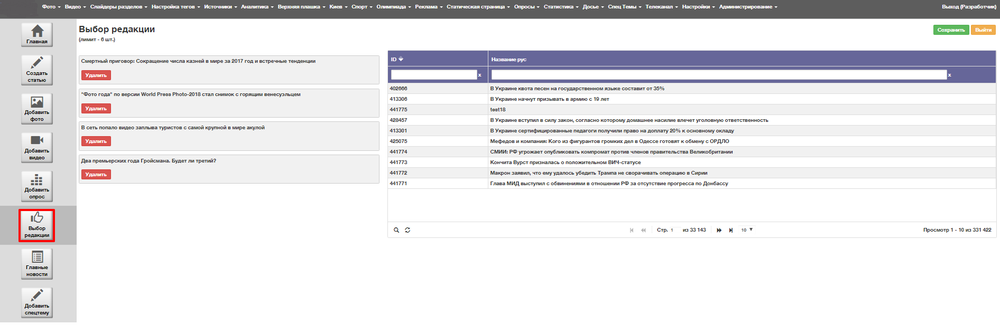 Фото Видео Слайдеры разделов Настройка тегов Источники Аналитика Верхняя плашка Киев Спорт Олимпиада Реклама Статическая страница Опросы Статистика Досье Спец Темы Телеканал Настройки Администрирование Выход (Разработчик)
Главная
Создать
статью
Добавить
фото
Добавить
видео
Добавить
опрос
Выбор
редакции
Главные
новости
Добавить
спецтему
Выбор редакции
(лимит - 6 шт.)
Сохранить Выйти
Смертный приговор: Сокращение числа казней в мире за 2017 год и встречные тенденции
Удалить
"Фото года" по версии World Press Photo-2018 стал снимок с горящим венесуэльцем
Удалить
В сеть попало видео заплыва туристов с самой крупной в мире акулой
Удалить
Два премьерских года Гройсмана. Будет ли третий?
Удалить
ID Название рус
x x
402666 В Украине квота песен на государственном языке составит от 35%
413306 В Украине начнут призывать в армию с 19 лет
441775 test18
428457 В Украине вступил в силу закон, согласно которому домашнее насилие влечет уголовную ответственность
413301 В Украине сертифицированные педагоги получили право на доплату 20% к основному окладу
425075 Мефедов и компания: Кого из фигурантов громких дел в Одессе готовят к обмену с ОРДЛО
441774 СМИИ: РФ угрожает опубликовать компромат против членов правительства Великобритании
441773 Кончита Вурст призналась о положительном ВИЧ-статусе
441772 Макрон заявил, что ему удалось убедить Трампа не сворачивать операцию в Сирии
441771 Глава МИД выступил с обвинениями в отношении РФ за отсутствие прогресса по Донбассу
Стр. 1 из 33 143 10 Просмотр 1 - 10 из 331 422